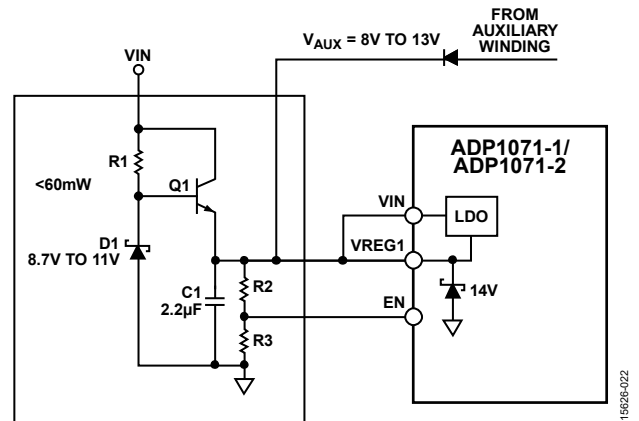 FROM
AUXILIARY
WINDING
VAUX = 8V TO 13V
VIN
R1
<60mW
Q1
D1
8.7V TO 11V
C1
2.2µF
R2
R3
ADP1071-1/
ADP1071-2
VIN
LDO
VREG1
14V
EN
15626-022